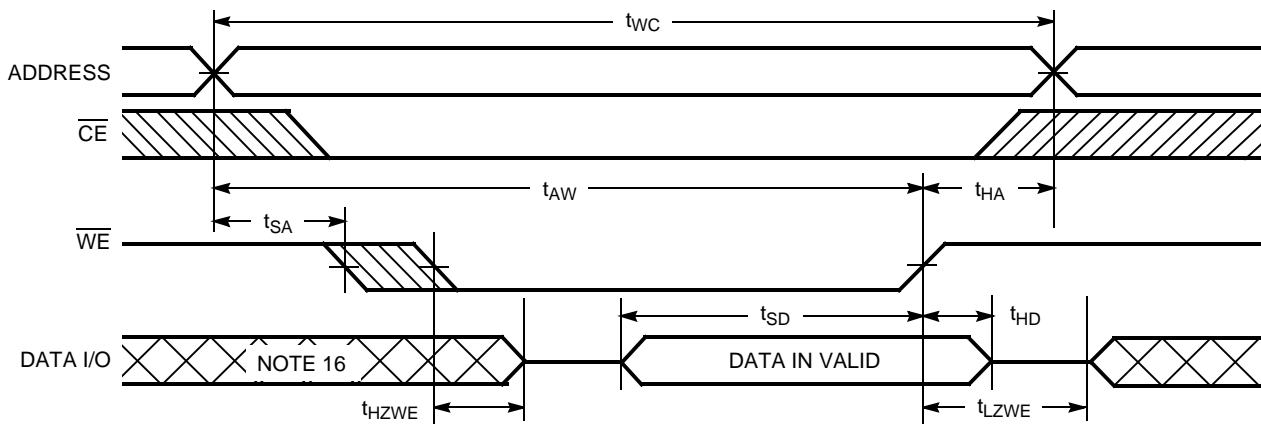 tWC
ADDRESS
CE
tAW
tHA
tSA
WE
tSD
tHD
DATA I/O
NOTE 16
DATA IN VALID
tHZWE
tLZWE